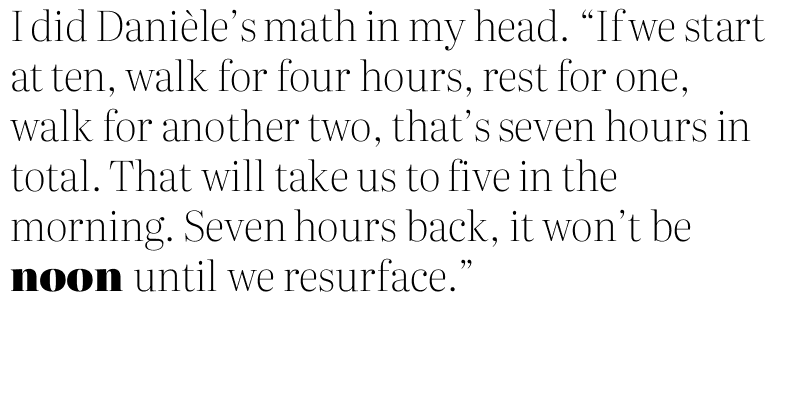 I did Danièle’s math in my head. “If we start
at ten, walk for four hours, rest for one,
walk for another two, that’s seven hours in
total. That will take us to five in the
morning. Seven hours back, it won’t be
noon until we resurface.”